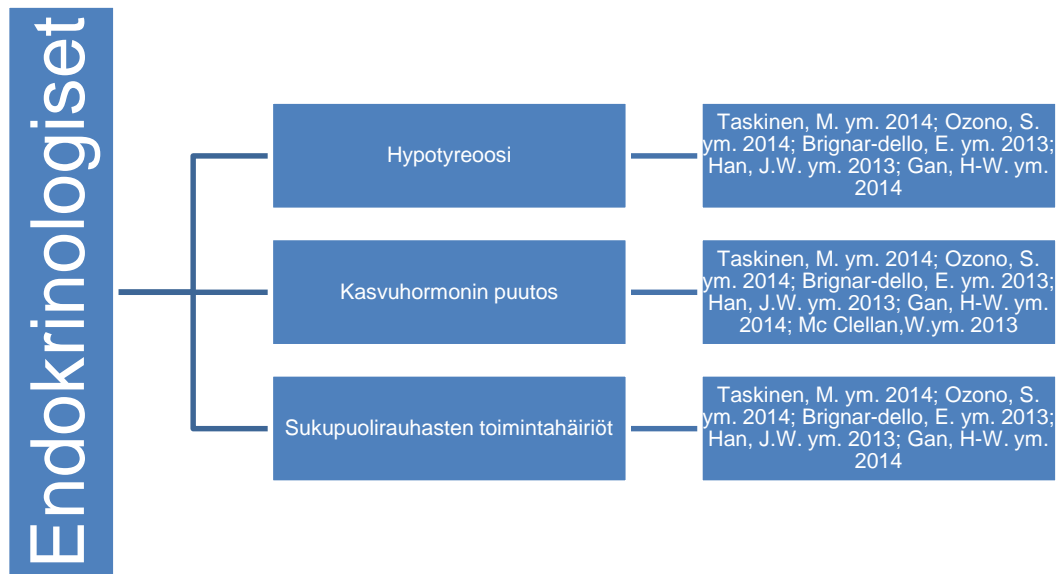 Endokrinologiset
Hypotyreoosi
Taskinen, M. ym. 2014; Ozono, S.
ym. 2014; Brignar-dello, E. ym. 2013;
Han, J.W. ym. 2013; Gan, H-W. ym.
2014
Kasvuhormonin puutos
Taskinen, M. ym. 2014; Ozono, S.
ym. 2014; Brignar-dello, E. ym. 2013;
Han, J.W. ym. 2013; Gan, H-W. ym.
2014; Mc Clellan,W.ym. 2013
Sukupuolirauhasten toimintahäiriöt
Taskinen, M. ym. 2014; Ozono, S.
ym. 2014; Brignar-dello, E. ym. 2013;
Han, J.W. ym. 2013; Gan, H-W. ym.
2014